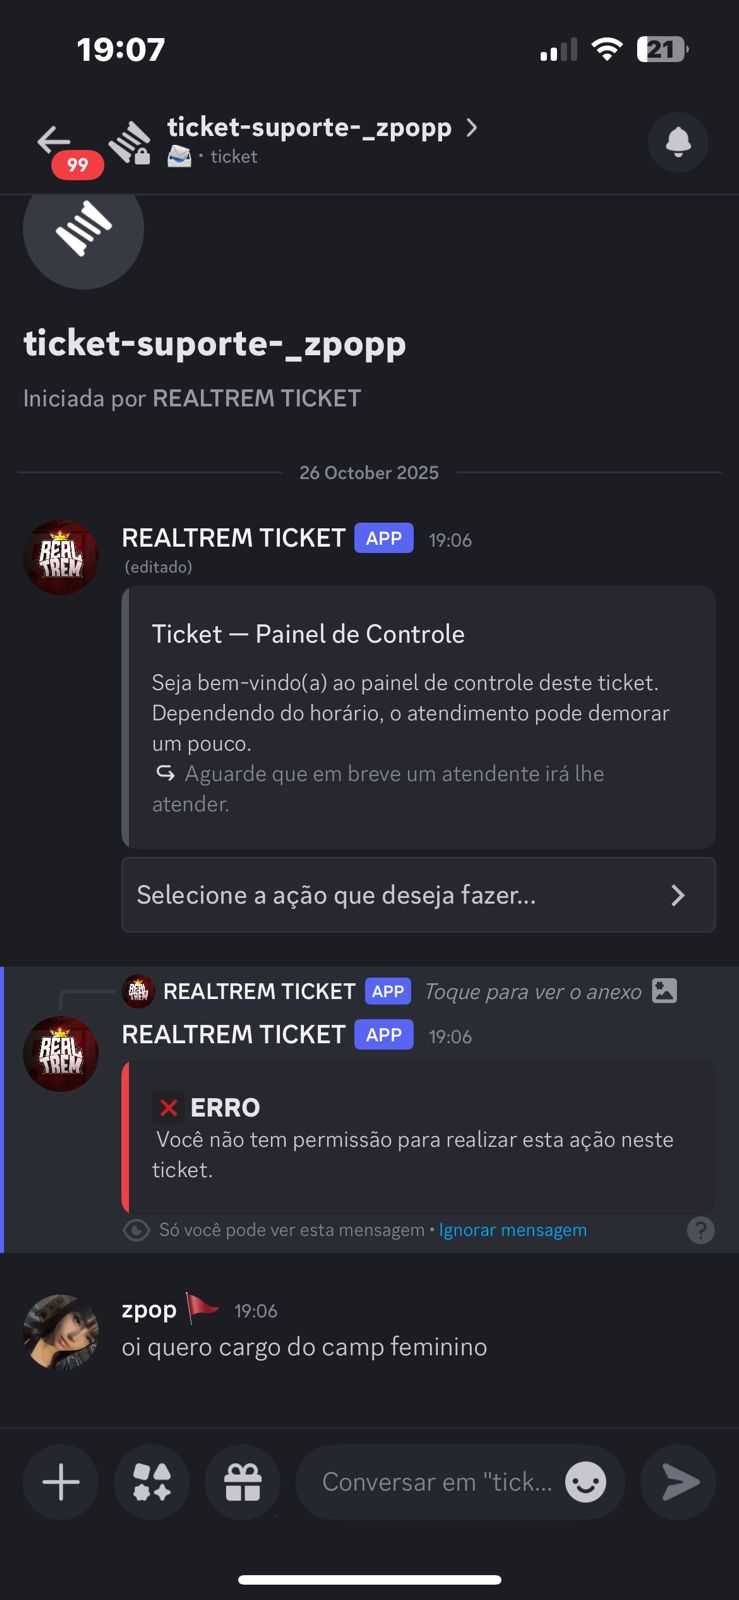 19:07
21
99
ticket-suporte-_zpopp
· ticket
ticket-suporte-_zpopp
Iniciada por REALTREM TICKET
26 October 2025
REAL TREM
REALTREM TICKET APP 19:06
(editado)
Ticket — Painel de Controle
Seja bem-vindo(a) ao painel de controle deste ticket.
Dependendo do horário, o atendimento pode demorar
um pouco.
Aguarde que em breve um atendente irá lhe
atender.
Selecione a ação que deseja fazer...
REALTREM TICKET APP Toque para ver o anexo
REAL TREM
REALTREM TICKET APP 19:06
ERRO
Você não tem permissão para realizar esta ação neste
ticket.
Só você pode ver esta mensagem • Ignorar mensagem
?
zpop 19:06
oi quero cargo do camp feminino
Conversar em "tick...